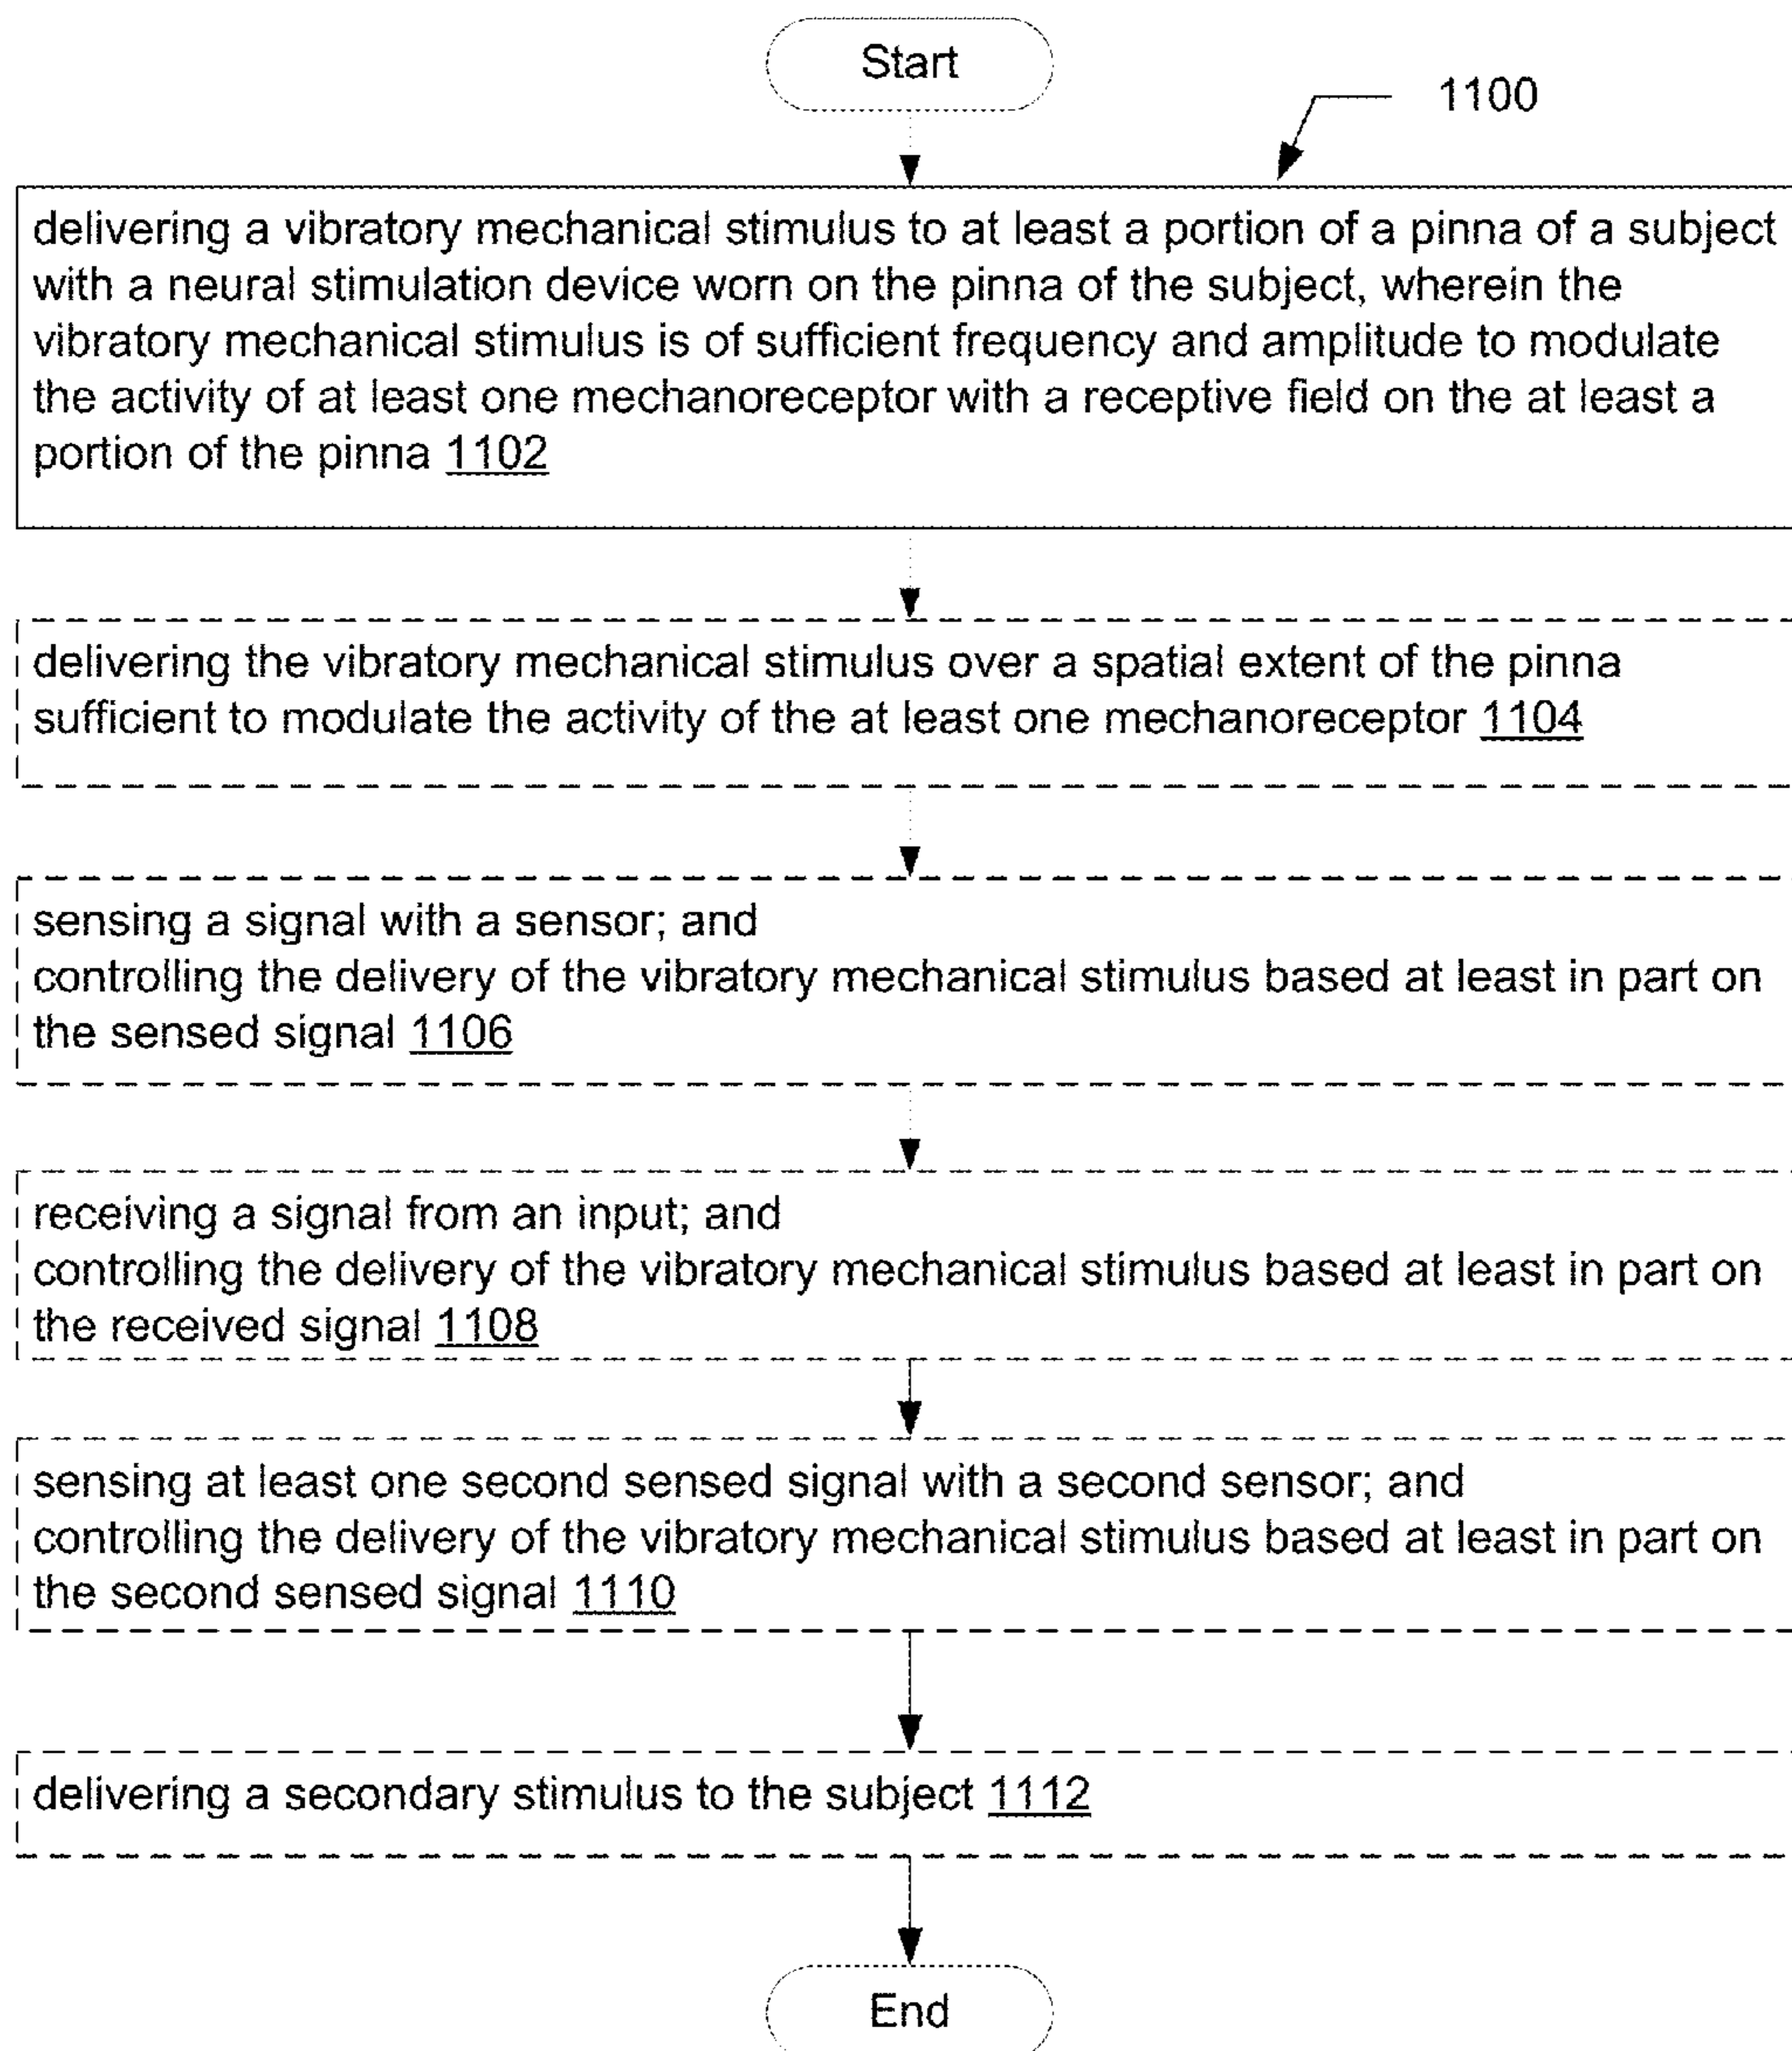 Start
1100
delivering a vibratory mechanical stimulus to at least a portion of a pinna of a subject
with a neural stimulation device worn on the pinna of the subject, wherein the
vibratory mechanical stimulus is of sufficient frequency and amplitude to modulate
the activity of at least one mechanoreceptor with a receptive field on the at least a
portion of the pinna 1102
delivering the vibratory mechanical stimulus over a spatial extent of the pinna
sufficient to modulate the activity of the at least one mechanoreceptor 1104
sensing a signal with a sensor; and
controlling the delivery of the vibratory mechanical stimulus based at least in part on
the sensed signal 1106
receiving a signal from an input; and
controlling the delivery of the vibratory mechanical stimulus based at least in part on
the received signal 1108
sensing at least one second sensed signal with a second sensor; and
controlling the delivery of the vibratory mechanical stimulus based at least in part on
the second sensed signal 1110
delivering a secondary stimulus to the subject 1112
End